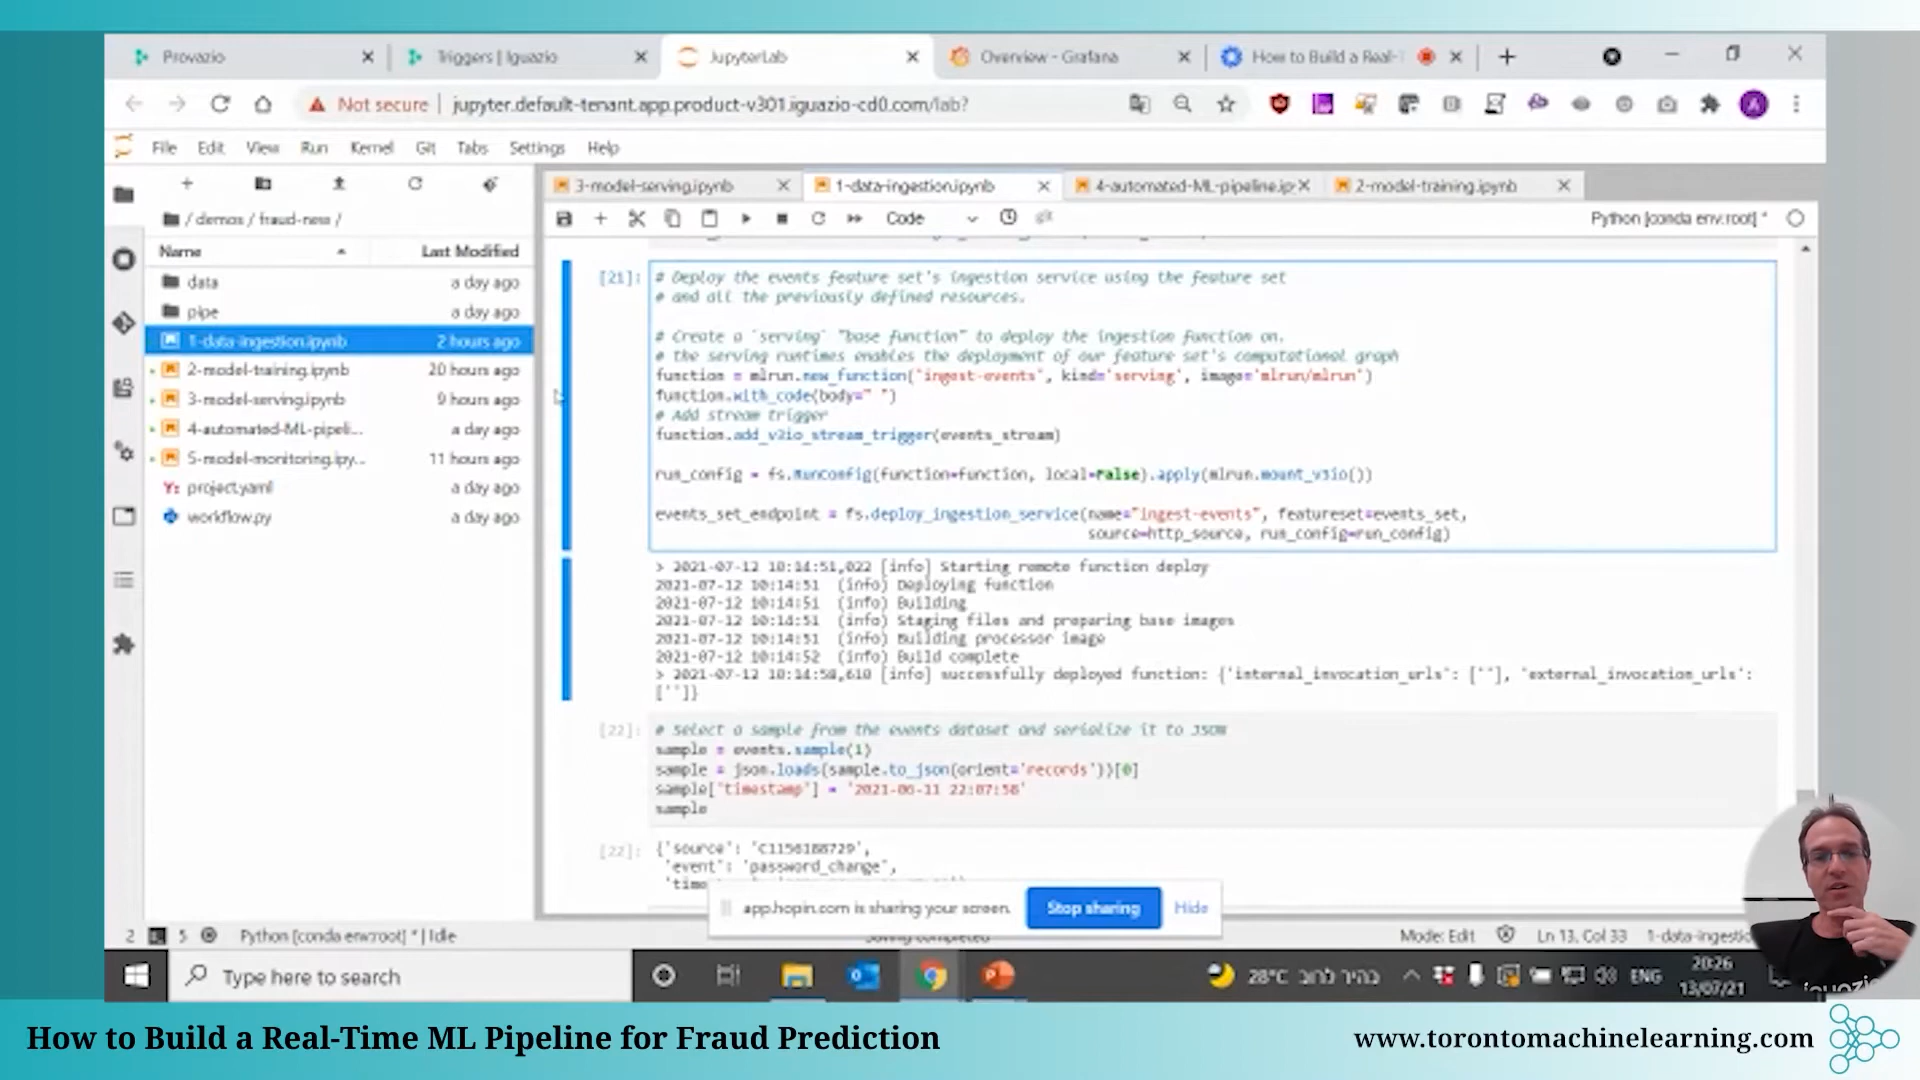 Provazio
Triggers | Iguazio
JupyterLab
Overview - Grafana
How to Build a Real-T
Not secure
jupyter.default-tenant.app.product-v301.iguazio-cd0.com/lab?
A
File Edit View Run Kernel Git Tabs Settings Help
3-model-serving.ipynb
1-data-ingestion.ipynb
4-automated-ML-pipeline.ip
2-model-training.ipynb
Code
Python [conda env:root] *
/ demos / fraud-new /
Name Last Modified
data a day ago
pipe a day ago
1-data-ingestion.ipynb 2 hours ago
2-model-training.ipynb 20 hours ago
3-model-serving.ipynb 9 hours ago
4-automated-ML-pipeli... a day ago
5-model-monitoring.ipy... 11 hours ago
Y: project.yaml a day ago
workflow.py a day ago
[21]: # Deploy the events feature set's ingestion service using the feature set
# and all the previously defined resources.
# Create a `serving` "base function" to deploy the ingestion function on.
# the serving runtimes enables the deployment of our feature set's computational graph
function = mlrun.new_function('ingest-events', kind='serving', image='mlrun/mlrun')
function.with_code(body=" ")
# Add stream trigger
function.add_v3io_stream_trigger(events_stream)
run_config = fs.RunConfig(function=function, local=False).apply(mlrun.mount_v3io())
events_set_endpoint = fs.deploy_ingestion_service(name="ingest-events", featureset=events_set,
source=http_source, run_config=run_config)
> 2021-07-12 10:14:51,022 [info] Starting remote function deploy
2021-07-12 10:14:51 (info) Deploying function
2021-07-12 10:14:51 (info) Building
2021-07-12 10:14:51 (info) Staging files and preparing base images
2021-07-12 10:14:51 (info) Building processor image
2021-07-12 10:14:52 (info) Build complete
> 2021-07-12 10:14:58,610 [info] successfully deployed function: {'internal_invocation_urls': [''], 'external_invocation_urls':
['']}
[22]: # Select a sample from the events dataset and serialize it to JSON
sample = events.sample(1)
sample = json.loads(sample.to_json(orient='records'))[0]
sample['timestamp'] = '2021-06-11 22:07:58'
sample
[22]: {'source': 'C1156188729',
'event': 'password_change',
app.hopin.com is sharing your screen.
Stop sharing
Hide
2 5 Python [conda env:root] * | Idle
Saving completed
Mode: Edit Ln 13, Col 33 1-data-ingestio
Type here to search
28°C בהיר לרוב
ENG
20:26
13/07/21
How to Build a Real-Time ML Pipeline for Fraud Prediction
www.torontomachinelearning.com